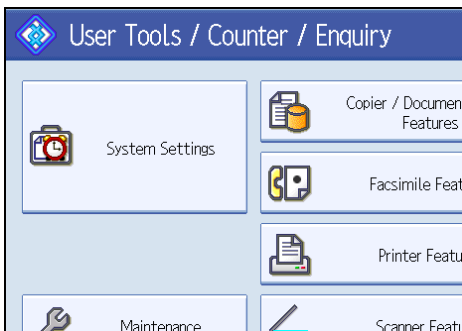 User Tools / Counter / Enquiry
System Settings
Copier / Documen
Features
Facsimile Feat
Printer Featu
Maintenance
Scanner Featu